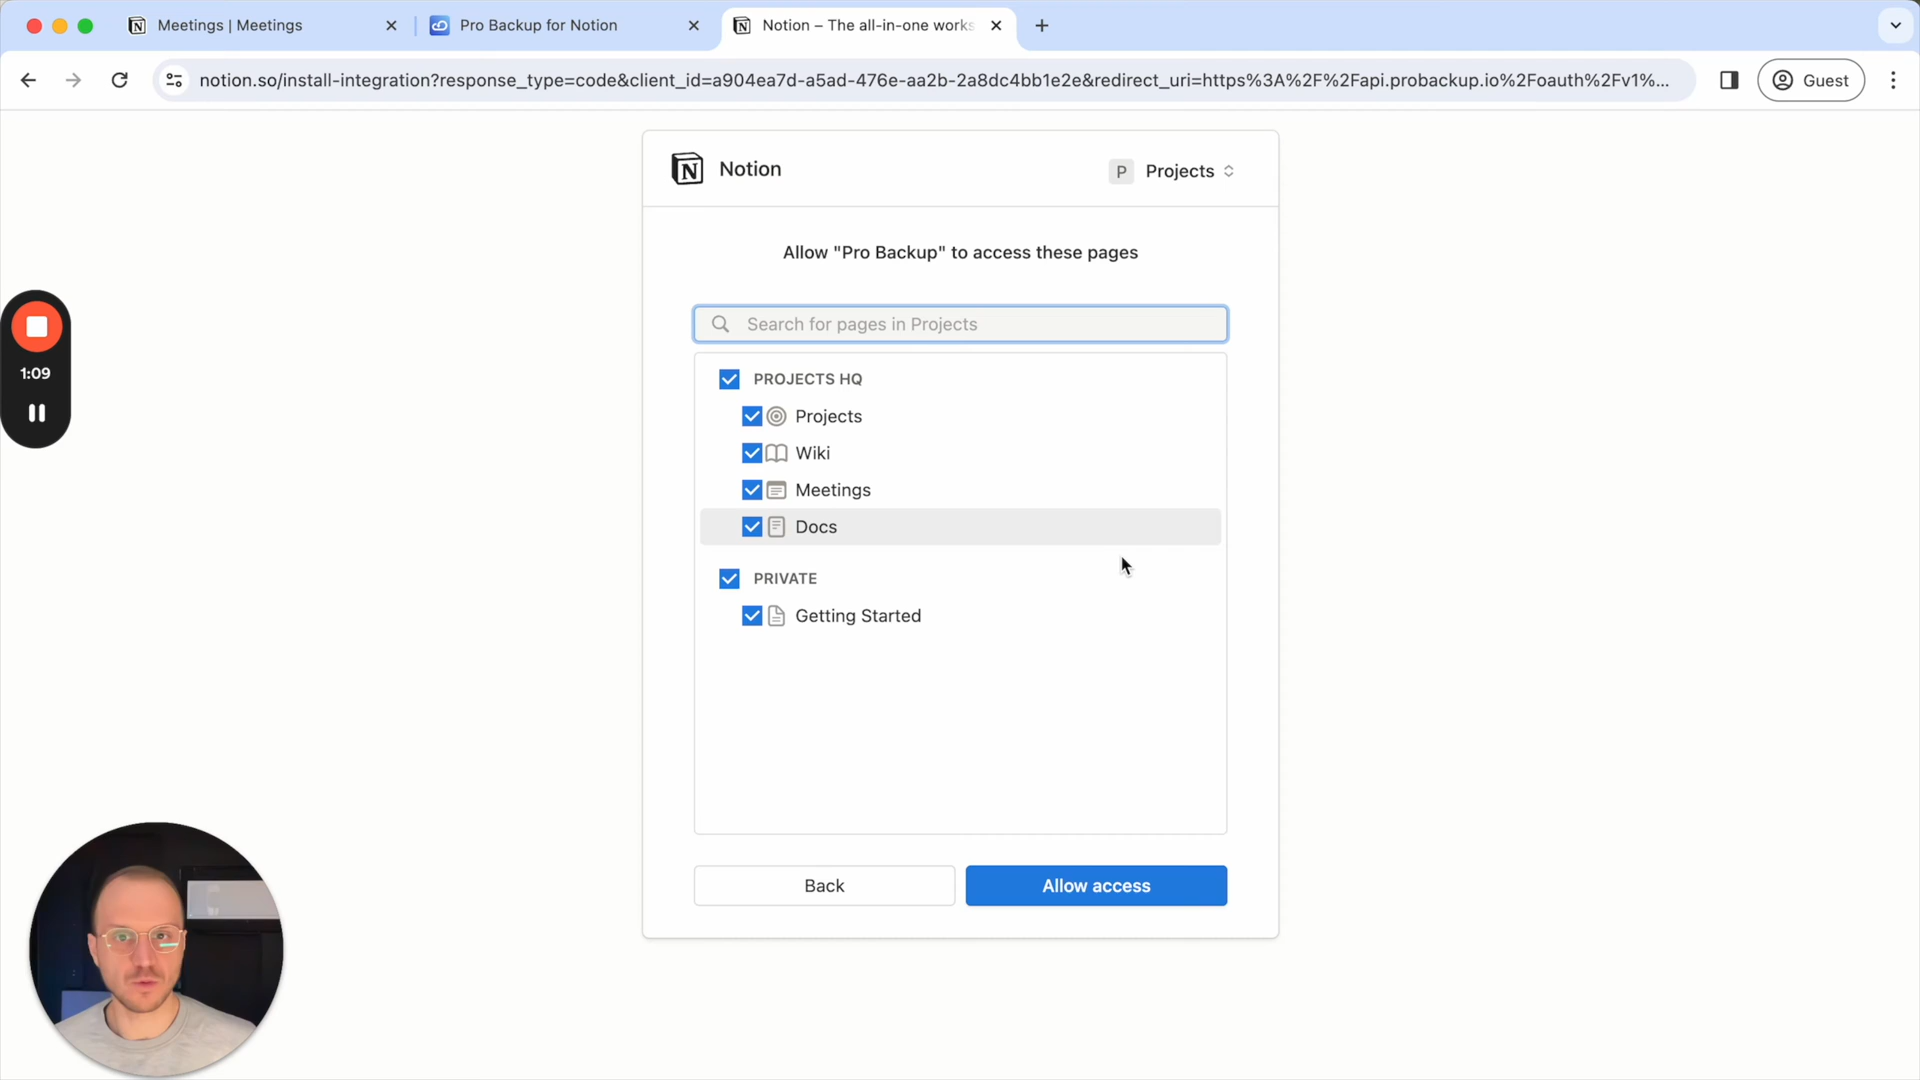 Meetings | Meetings
Pro Backup for Notion
Notion – The all-in-one works
notion.so/install-integration?response_type=code&client_id=a904ea7d-a5ad-476e-aa2b-2a8dc4bb1e2e&redirect_uri=https%3A%2F%2Fapi.probackup.io%2Foauth%2Fv1%...
Guest
Notion
P Projects
Allow "Pro Backup" to access these pages
Search for pages in Projects
PROJECTS HQ
Projects
Wiki
Meetings
Docs
PRIVATE
Getting Started
Back
Allow access
1:09